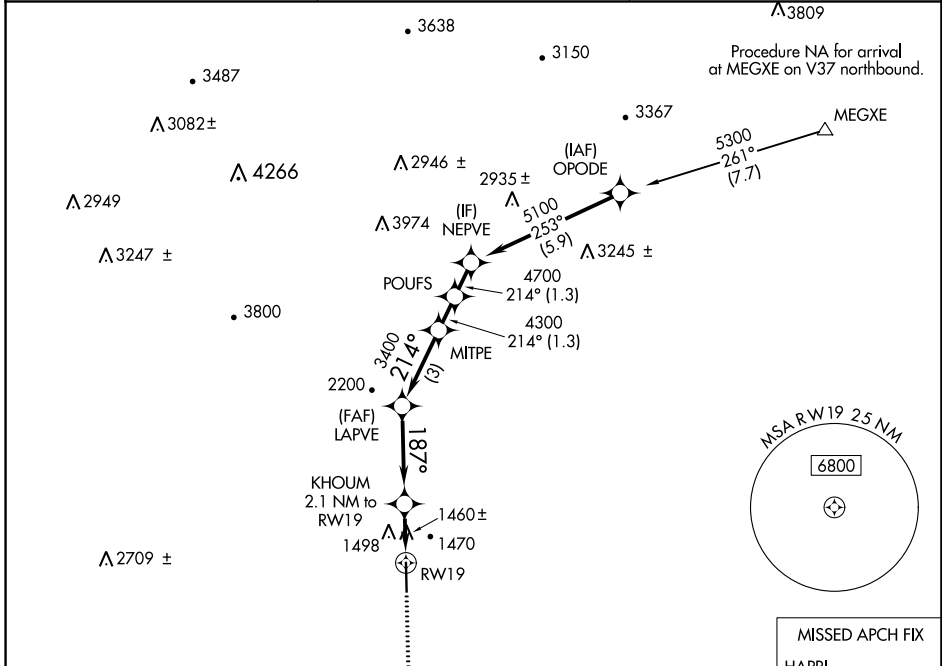 3809
3638
3150
Procedure NA for arrival
at MEGXE on V37 northbound.
3487
3367
MEGXE
3082±
5300
261°
(7.7)
(IAF)
OPODE
4266
2946 ±
2935 ±
2949
5100
253°
(5.9)
(IF)
NEPVE
3974
3247 ±
3245 ±
POUFS
4700
214° (1.3)
3800
4300
214° (1.3)
MITPE
3400
214°
(3)
2200
(FAF)
LAPVE
187°
MSA RW19 25 NM
6800
KHOUM
2.1 NM to
RW19
1460±
1498
1470
2709 ±
RW19
MISSED APCH FIX